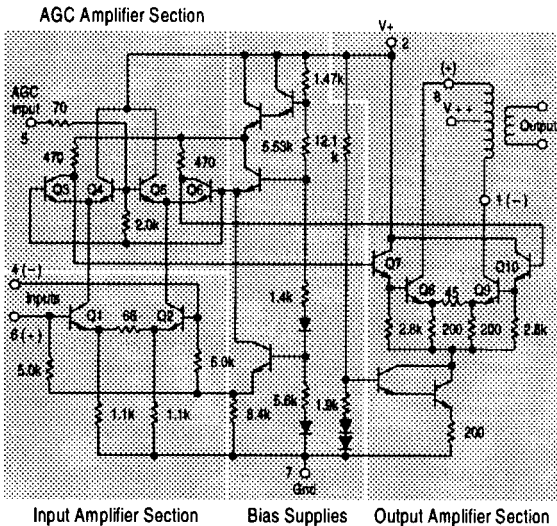 AGC Amplifier Section
V+
2
1.47k
(+)
8
V++
Output
AGC
Input
5
70
5.53k
12.1
k
470
470
Q3
Q4
Q5
Q6
2.0k
1 (−)
4 (−)
Inputs
6 (+)
Q7
Q8
Q9
Q10
45
Q1
66
Q2
1.4k
2.8k
200
200
2.8k
5.0k
5.0k
1.1k
1.1k
8.4k
5.6k
1.9k
200
7
Gnd
Input Amplifier Section
Bias Supplies
Output Amplifier Section